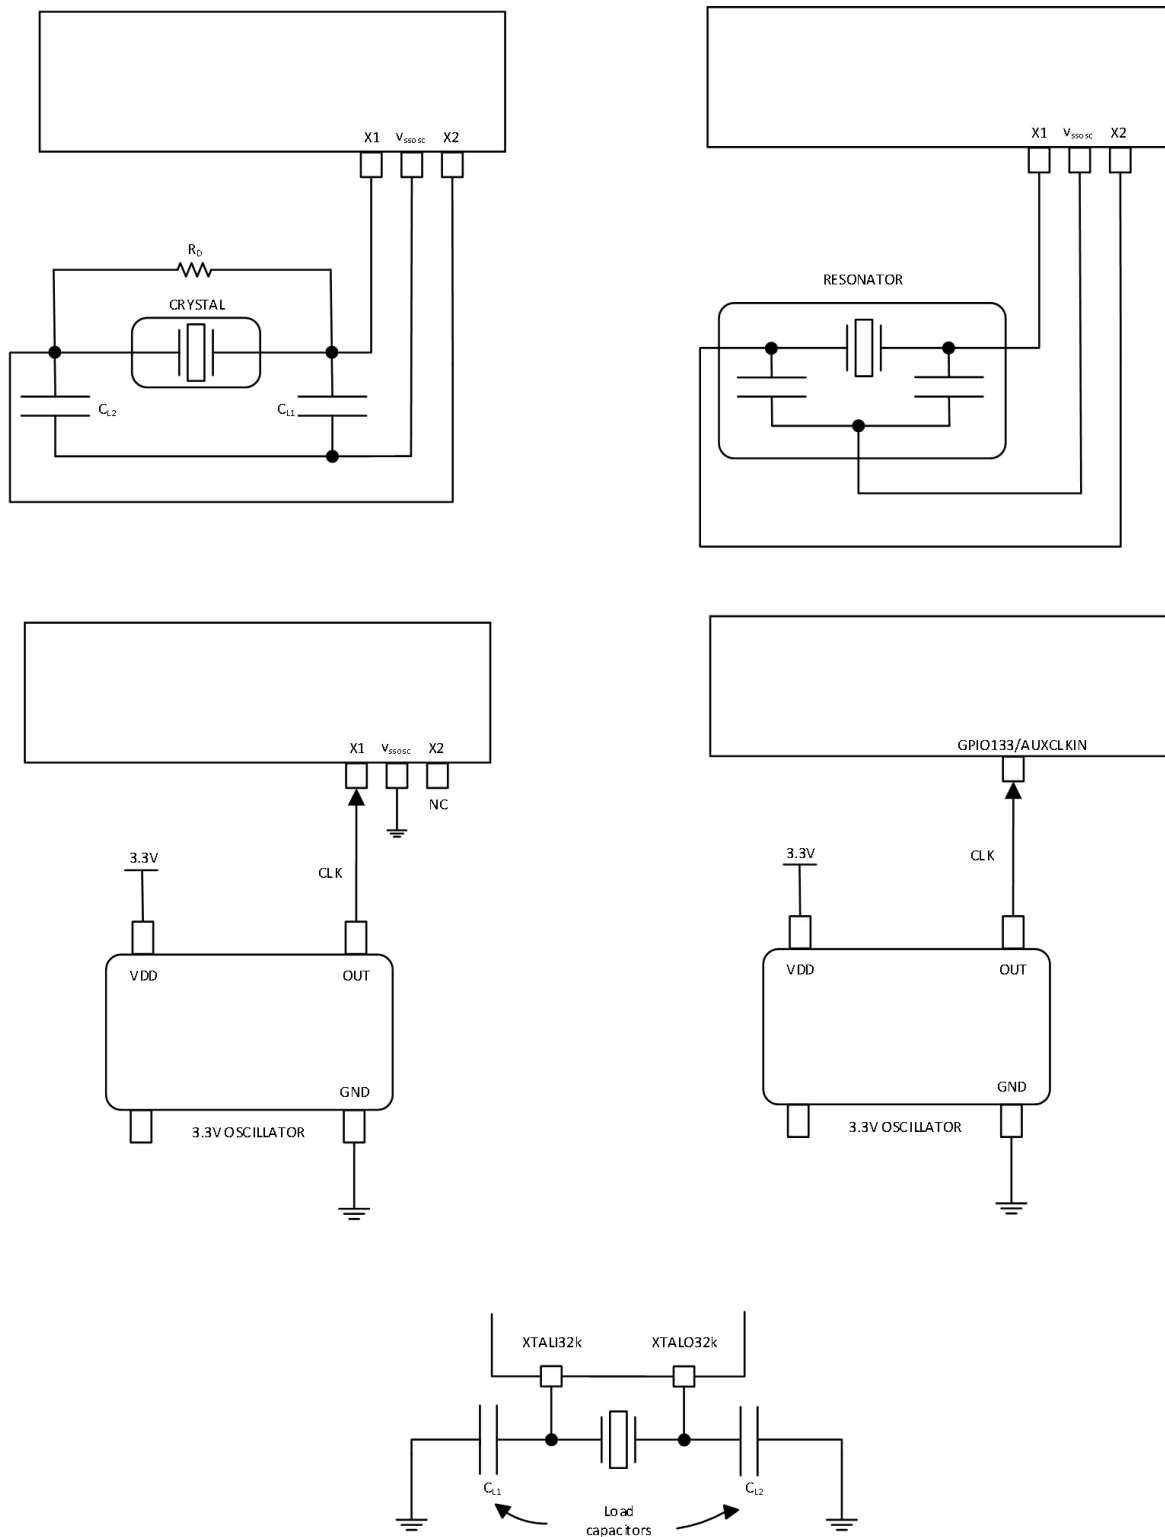 X1 Vssosc X2
RD
CRYSTAL
CL2 CL1
X1 Vssosc X2
RESONATOR
X1 Vssosc X2
NC
3.3V
CLK
VDD OUT
GND
3.3V OSCILLATOR
GPIO133/AUXCLKIN
3.3V
CLK
VDD OUT
GND
3.3V OSCILLATOR
XTALI32k XTALO32k
CL1 CL2
Load
capacitors